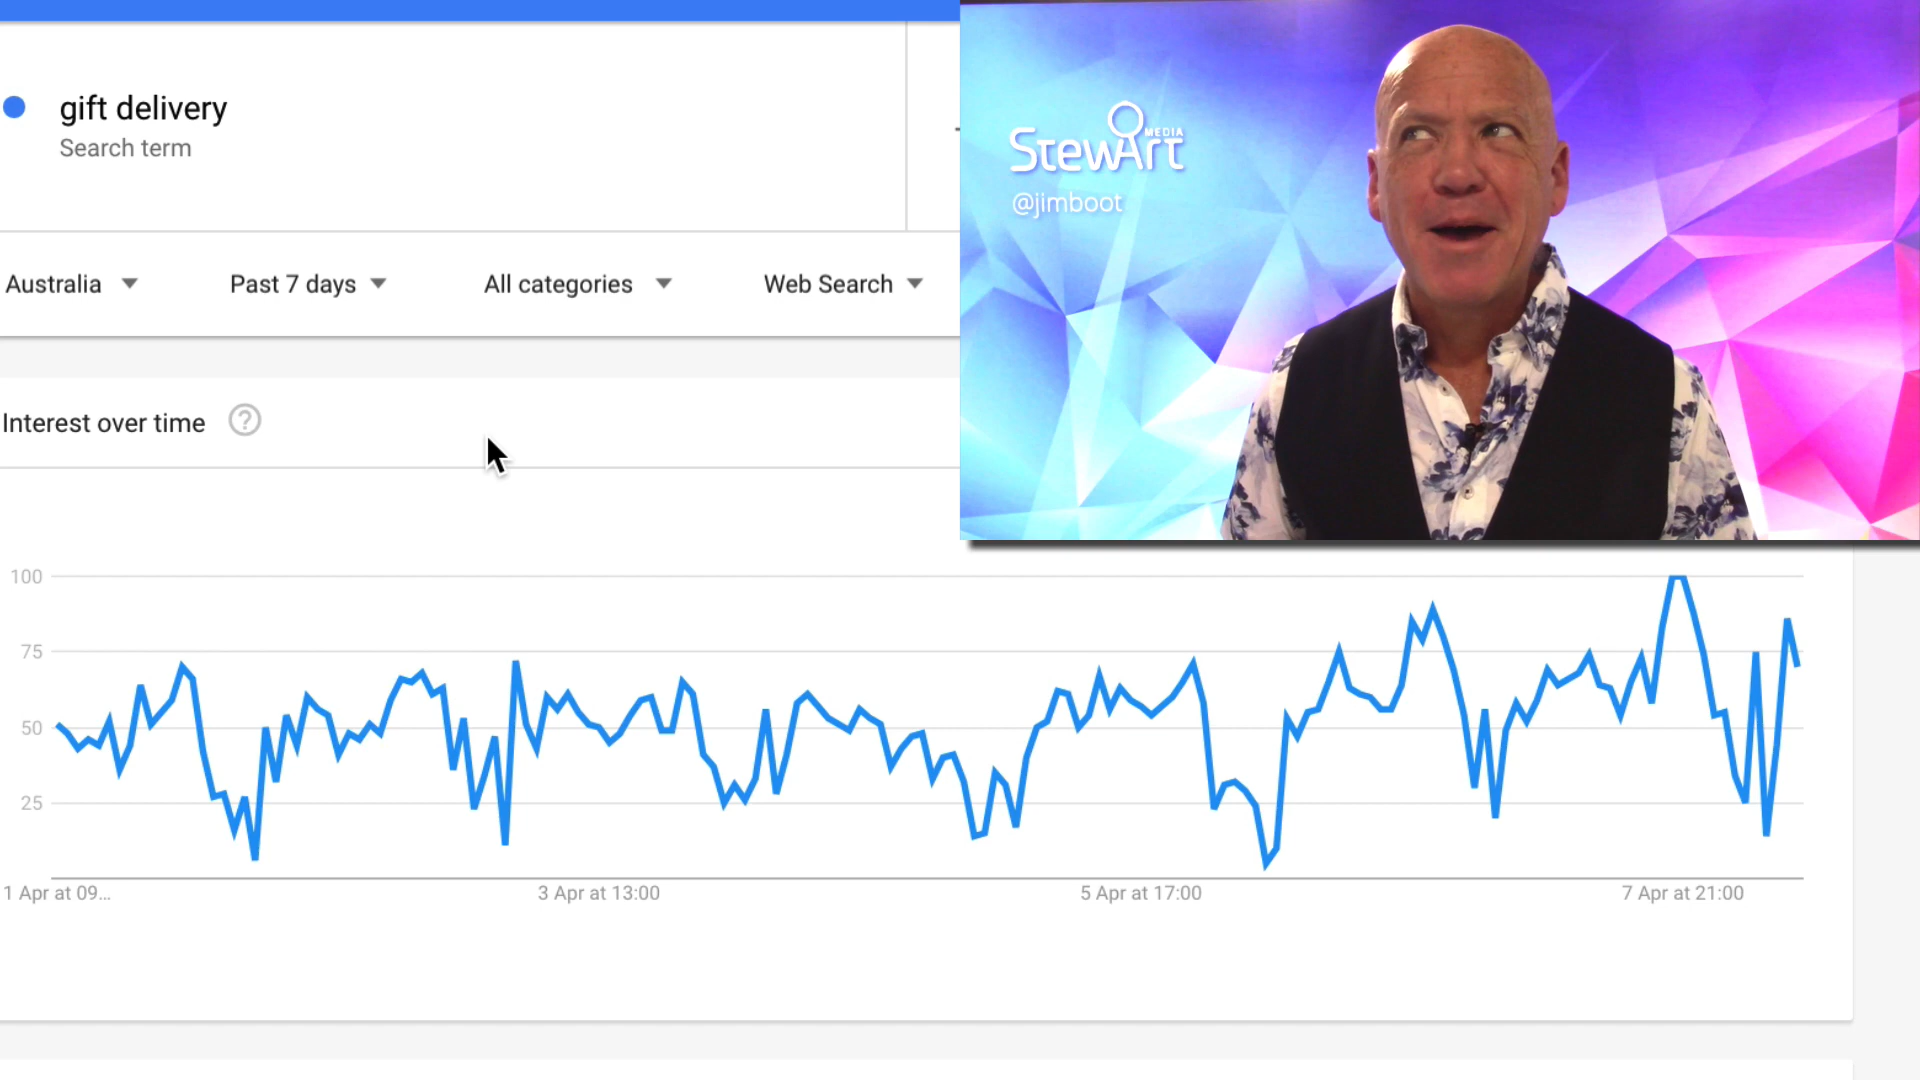 gift delivery
Search term
Australia
Past 7 days
All categories
Web Search
Interest over time
?
100
75
50
25
1 Apr at 09...
3 Apr at 13:00
5 Apr at 17:00
7 Apr at 21:00
MEDIA
StewArt
@jimboot